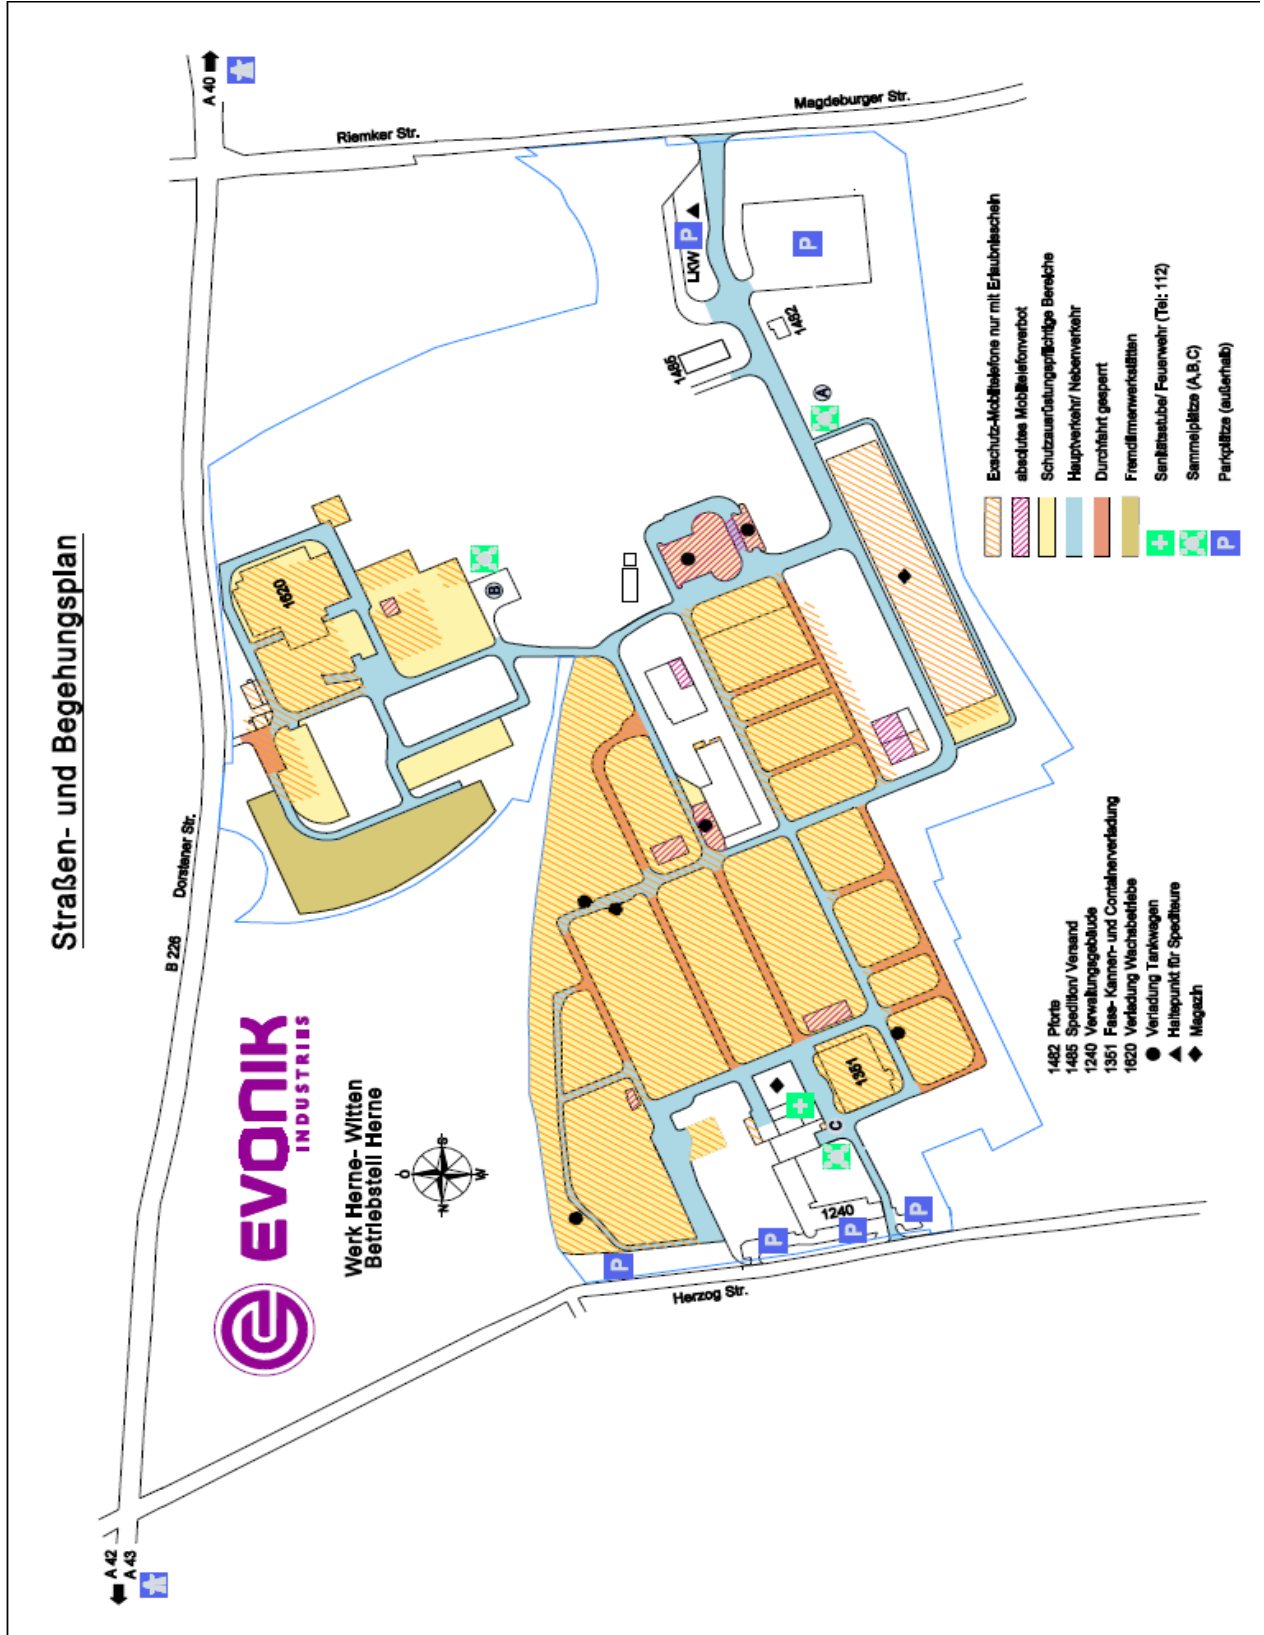 Straßen- und Begehungsplan
EVONIK
INDUSTRIES
Werk Herne- Witten
Betriebsteil Herne
O
N
S
W
A 42
A 43
B 226
Dorstener Str.
A 40
Riemker Str.
Magdeburger Str.
Herzog Str.
1620
B
LKW
P
P
1485
1482
A
1351
C
1240
P
P
P
P
1482 Pforte
1485 Spedition/ Versand
1240 Verwaltungsgebäude
1351 Fass- Kannen- und Containerverladung
1620 Verladung Wachsbetriebe
Verladung Tankwagen
Haltepunkt für Spediteure
Magazin
Exschutz-Mobiltelefone nur mit Erlaubnisschein
absolutes Mobiltelefonverbot
Schutzausrüstungspflichtige Bereiche
Hauptverkehr/ Nebenverkehr
Durchfahrt gesperrt
Fremdfirmenwerkstätten
Sanitätsstube/ Feuerwehr (Tel: 112)
Sammelplätze (A,B,C)
P Parkplätze (außerhalb)